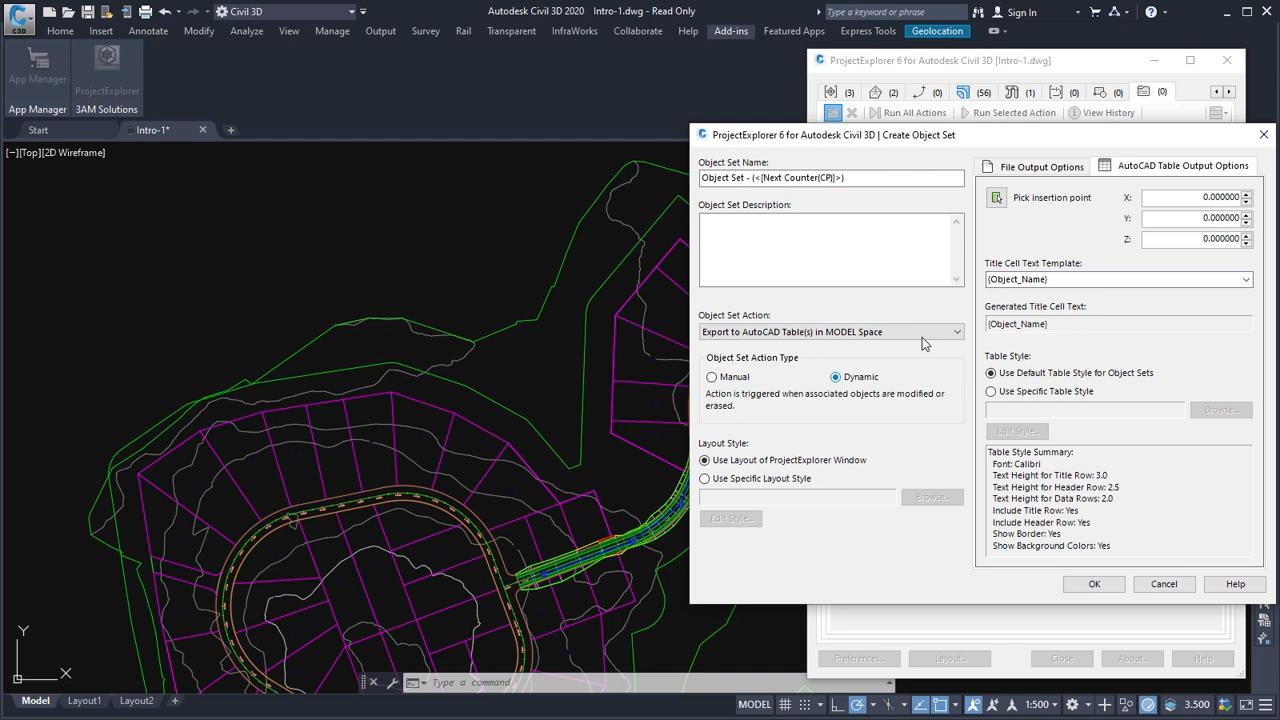 Civil 3D
Autodesk Civil 3D 2020 Intro-1.dwg - Read Only
Type a keyword or phrase
Sign In
C3D
Home Insert Annotate Modify Analyze View Manage Output Survey Rail Transparent InfraWorks Collaborate Help Add-ins Featured Apps Express Tools Geolocation
App Manager
ProjectExplorer
App Manager
3AM Solutions
Start
Intro-1*
[−][Top][2D Wireframe]
ProjectExplorer 6 for Autodesk Civil 3D [Intro-1.dwg]
(3) (2) (0) (56) (1) (0) (0) (0)
Run All Actions
Run Selected Action
View History
ProjectExplorer 6 for Autodesk Civil 3D | Create Object Set
Object Set Name:
Object Set - (<[Next Counter(CP)]>)
Object Set Description:
Object Set Action:
Export to AutoCAD Table(s) in MODEL Space
Object Set Action Type
Manual
Dynamic
Action is triggered when associated objects are modified or
erased.
Layout Style:
Use Layout of ProjectExplorer Window
Use Specific Layout Style
Browse...
Edit Style...
File Output Options
AutoCAD Table Output Options
Pick insertion point
X: 0.000000
Y: 0.000000
Z: 0.000000
Title Cell Text Template:
{Object_Name}
Generated Title Cell Text:
{Object_Name}
Table Style:
Use Default Table Style for Object Sets
Use Specific Table Style
Browse...
Edit Style...
Table Style Summary:
Font: Calibri
Text Height for Title Row: 3.0
Text Height for Header Row: 2.5
Text Height for Data Rows: 2.0
Include Title Row: Yes
Include Header Row: Yes
Show Border: Yes
Show Background Colors: Yes
OK
Cancel
Help
Preferences...
Layout...
Close
About...
Help
Y
X
Type a command
Model
Layout1
Layout2
MODEL
1:500
3.500